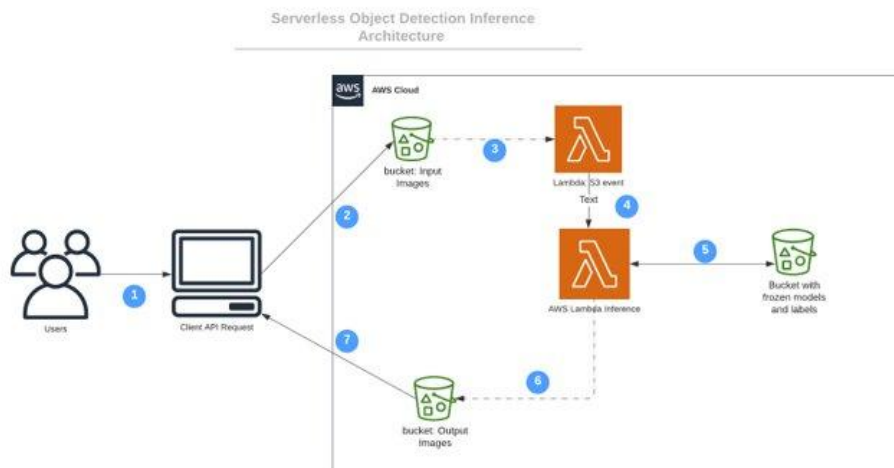 Serverless Object Detection Inference
Architecture
aws
AWS Cloud
bucket: Input
Images
3
Lambda S3 event
Text
4
2
1
Users
Client API Request
AWS Lambda Inference
5
Bucket with
frozen models
and labels
7
6
bucket: Output
Images